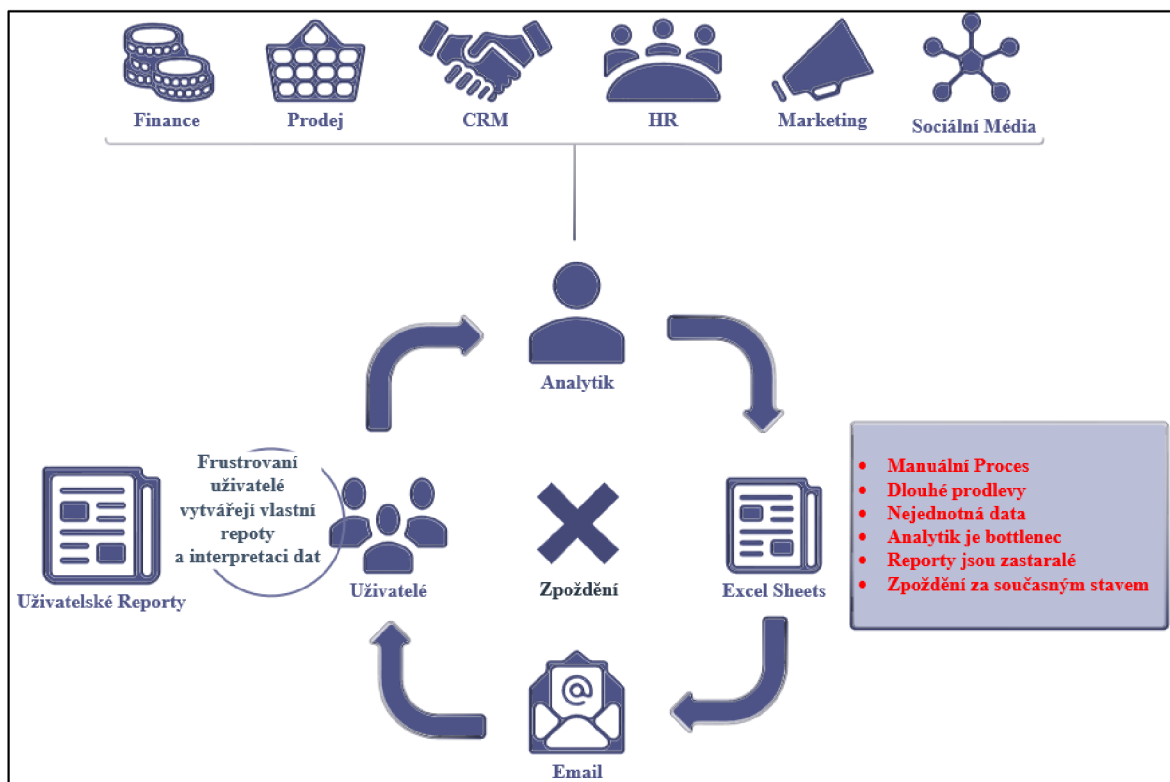 Finance
Prodej
CRM
HR
Marketing
Sociální Média
Analytik
Frustrovaní
uživatelé
vytvářejí vlastní
repoty
a interpretaci dat
Uživatelské Reporty
Uživatelé
Zpoždění
Excel Sheets
• Manuální Proces
• Dlouhé prodlevy
• Nejednotná data
• Analytik je bottlenec
• Reporty jsou zastaralé
• Zpoždění za současným stavem
@
Email